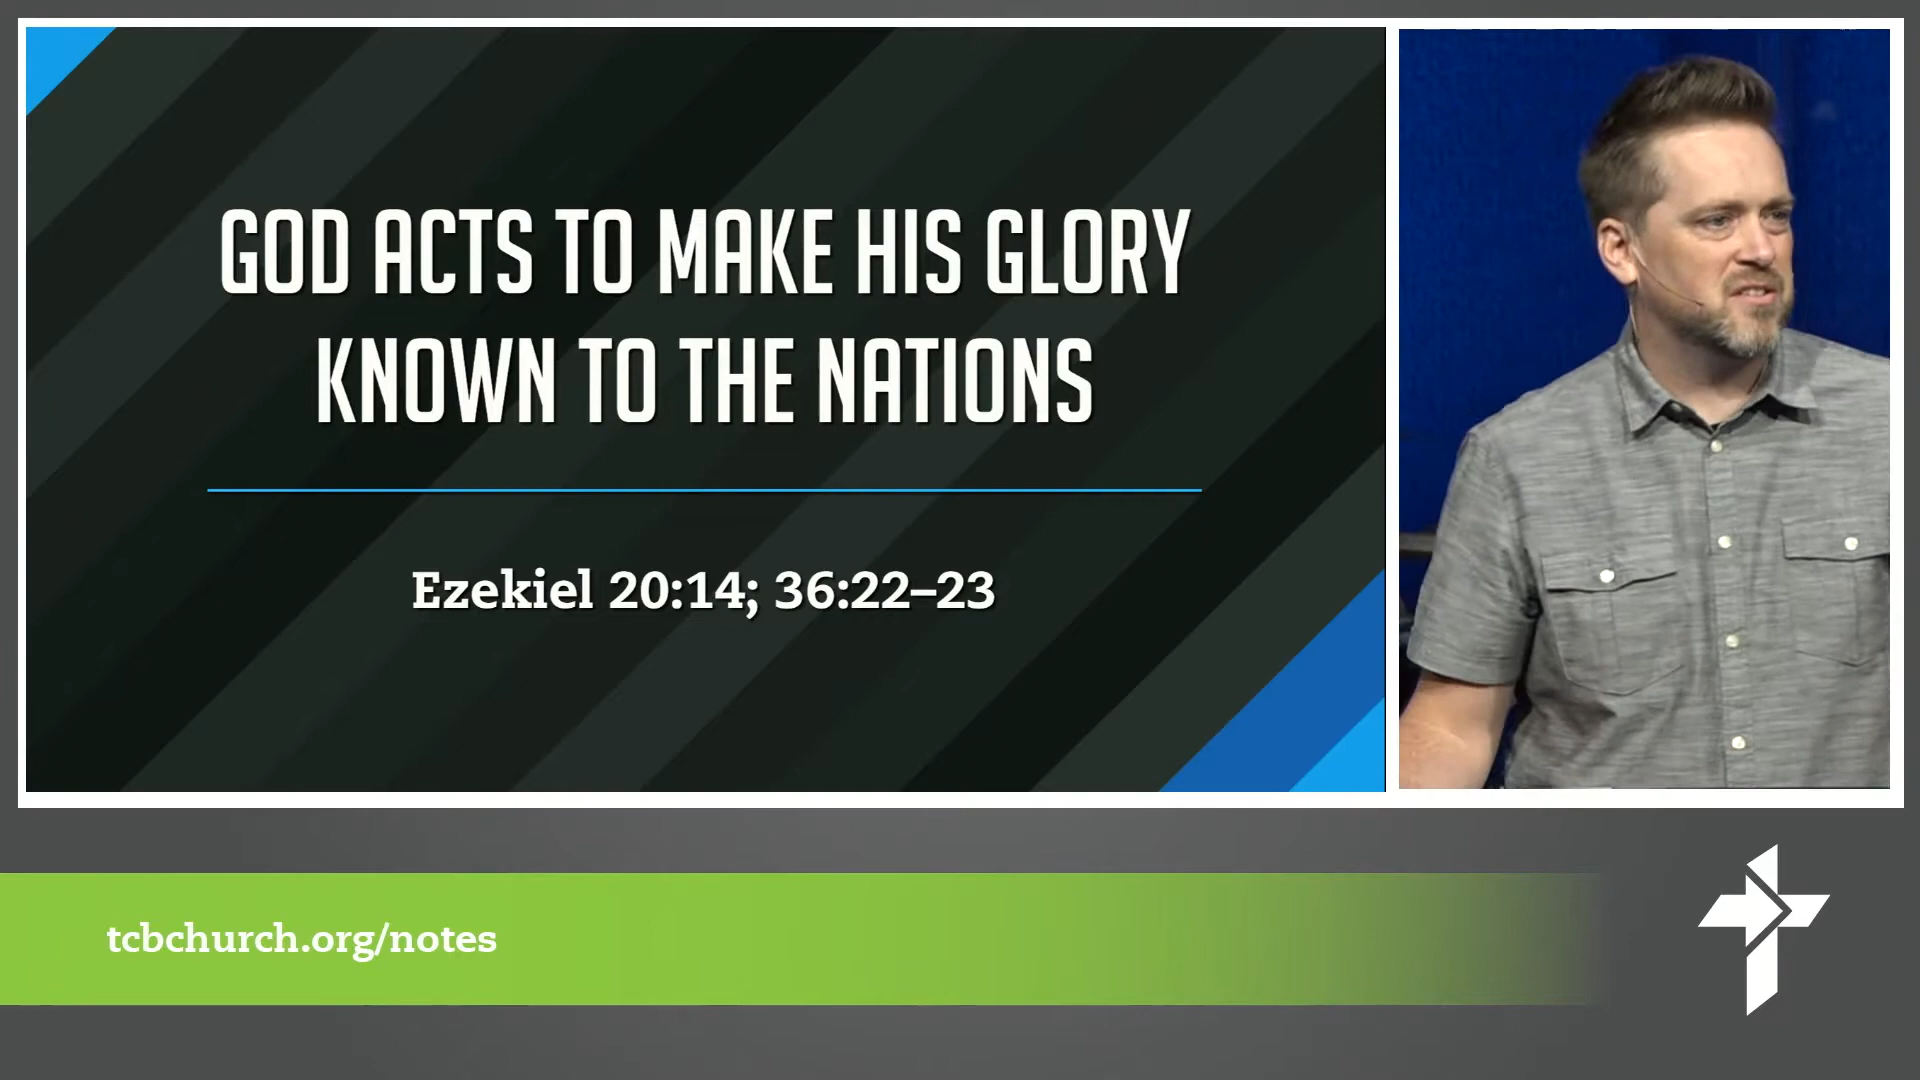 GOD ACTS TO MAKE HIS GLORY
KNOWN TO THE NATIONS
Ezekiel 20:14; 36:22–23
tcbchurch.org/notes